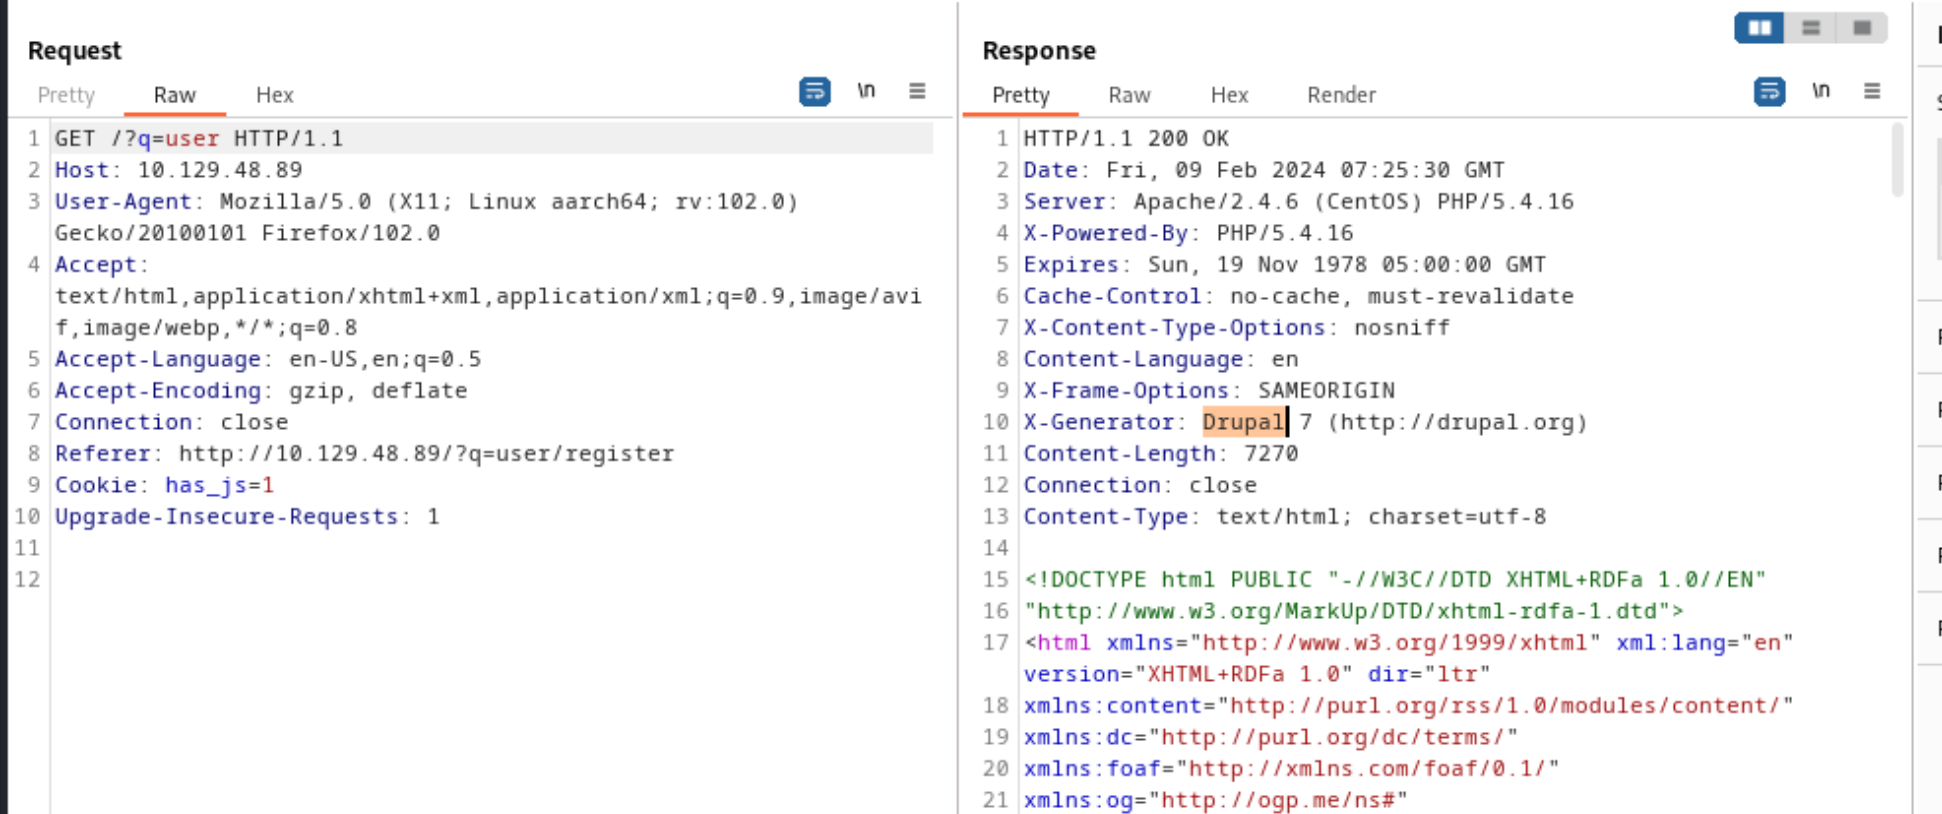 Request
Pretty Raw Hex \n
1 GET /?q=user HTTP/1.1
2 Host: 10.129.48.89
3 User-Agent: Mozilla/5.0 (X11; Linux aarch64; rv:102.0)
Gecko/20100101 Firefox/102.0
4 Accept:
text/html,application/xhtml+xml,application/xml;q=0.9,image/avi
f,image/webp,*/*;q=0.8
5 Accept-Language: en-US,en;q=0.5
6 Accept-Encoding: gzip, deflate
7 Connection: close
8 Referer: http://10.129.48.89/?q=user/register
9 Cookie: has_js=1
10 Upgrade-Insecure-Requests: 1
11
12
Response
Pretty Raw Hex Render \n
1 HTTP/1.1 200 OK
2 Date: Fri, 09 Feb 2024 07:25:30 GMT
3 Server: Apache/2.4.6 (CentOS) PHP/5.4.16
4 X-Powered-By: PHP/5.4.16
5 Expires: Sun, 19 Nov 1978 05:00:00 GMT
6 Cache-Control: no-cache, must-revalidate
7 X-Content-Type-Options: nosniff
8 Content-Language: en
9 X-Frame-Options: SAMEORIGIN
10 X-Generator: Drupal 7 (http://drupal.org)
11 Content-Length: 7270
12 Connection: close
13 Content-Type: text/html; charset=utf-8
14
15 <!DOCTYPE html PUBLIC "-//W3C//DTD XHTML+RDFa 1.0//EN"
16 "http://www.w3.org/MarkUp/DTD/xhtml-rdfa-1.dtd">
17 <html xmlns="http://www.w3.org/1999/xhtml" xml:lang="en"
version="XHTML+RDFa 1.0" dir="ltr"
18 xmlns:content="http://purl.org/rss/1.0/modules/content/"
19 xmlns:dc="http://purl.org/dc/terms/"
20 xmlns:foaf="http://xmlns.com/foaf/0.1/"
21 xmlns:og="http://ogp.me/ns#"